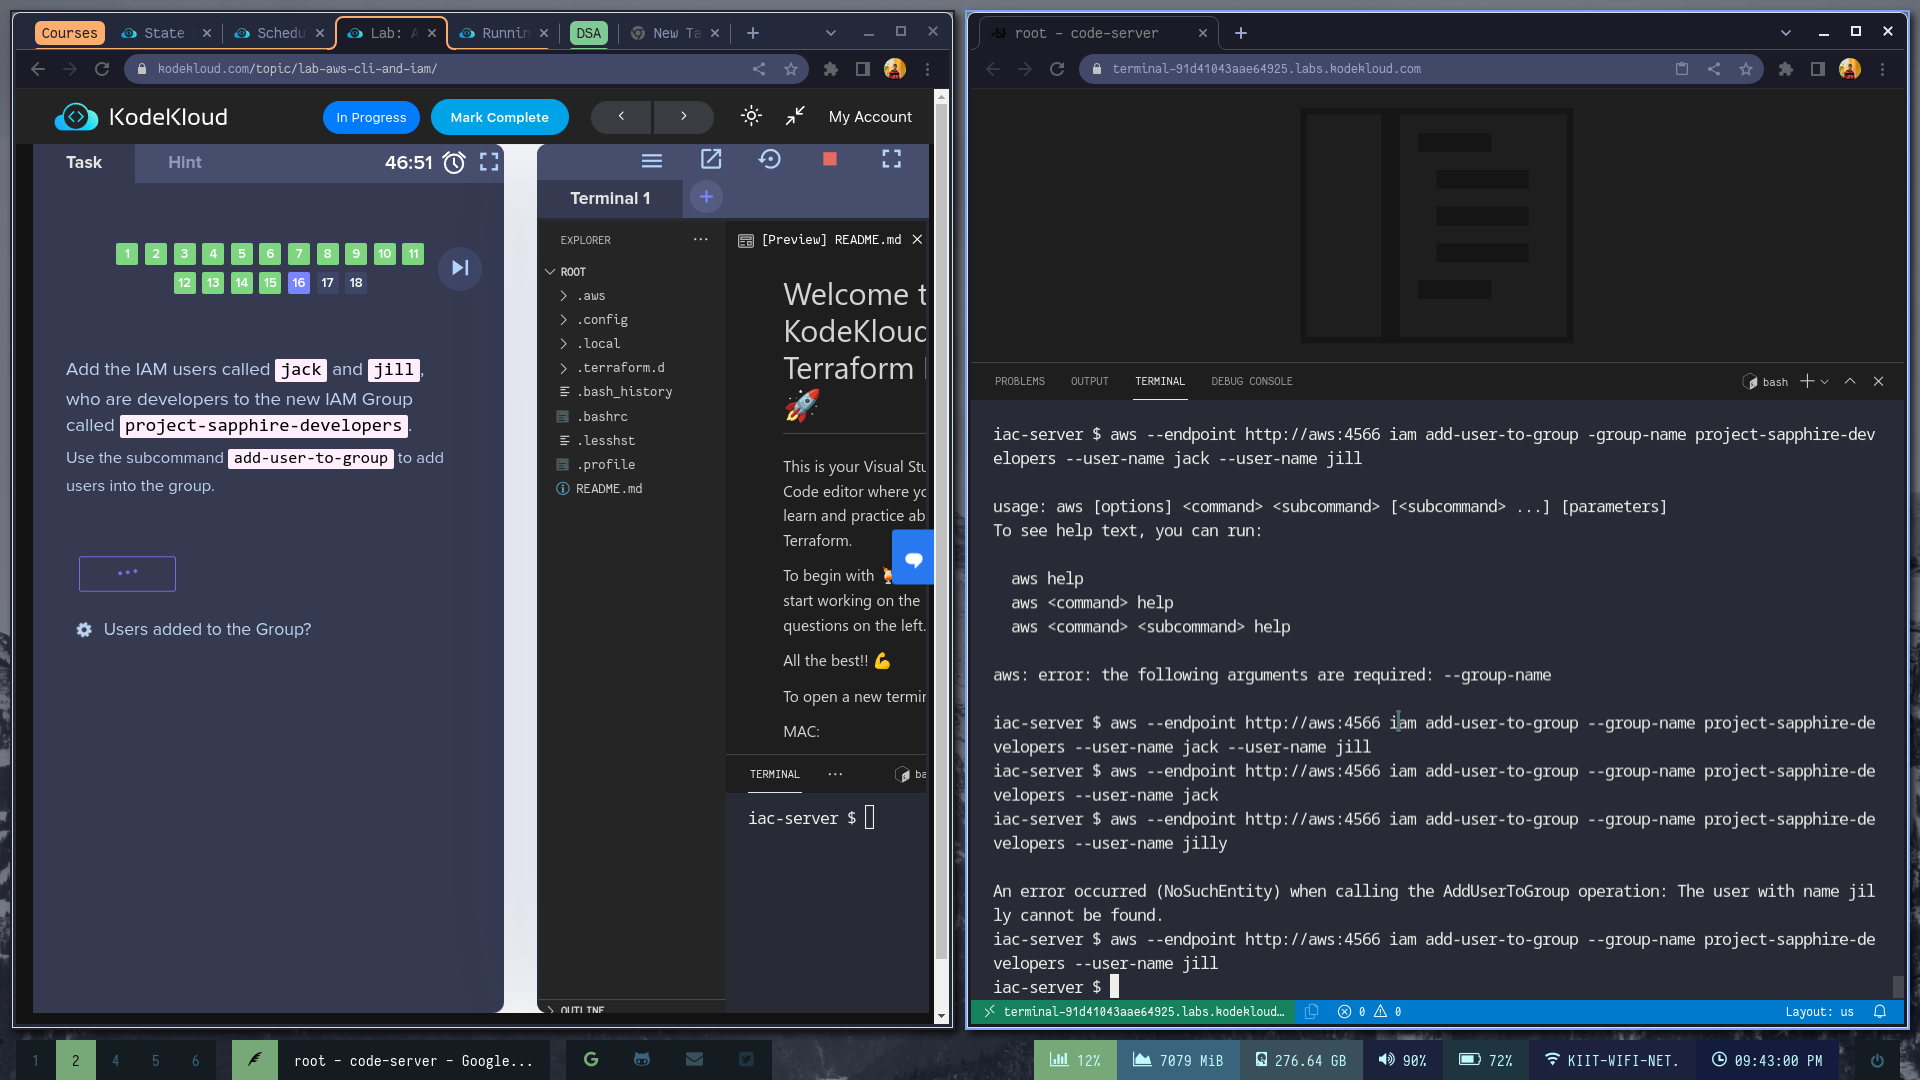 Courses
State
Schedu
Lab: A
Runnin
DSA
New Ta
kodekloud.com/topic/lab-aws-cli-and-iam/
KodeKloud
In Progress
Mark Complete
My Account
Task
Hint
46:51
1 2 3 4 5 6 7 8 9 10 11
12 13 14 15 16 17 18
Add the IAM users called jack and jill,
who are developers to the new IAM Group
called project-sapphire-developers.
Use the subcommand add-user-to-group to add
users into the group.
Users added to the Group?
Terminal 1
EXPLORER
ROOT
.aws
.config
.local
.terraform.d
.bash_history
.bashrc
.lesshst
.profile
README.md
OUTLINE
[Preview] README.md
Welcome t
KodeKloud
Terraform
This is your Visual Stu
Code editor where yo
learn and practice ab
Terraform.
To begin with
start working on the
questions on the left.
All the best!!
To open a new termin
MAC:
TERMINAL
ba
iac-server $
root - code-server
terminal-91d41043aae64925.labs.kodekloud.com
PROBLEMS
OUTPUT
TERMINAL
DEBUG CONSOLE
bash
iac-server $ aws --endpoint http://aws:4566 iam add-user-to-group -group-name project-sapphire-dev
elopers --user-name jack --user-name jill
usage: aws [options] <command> <subcommand> [<subcommand> ...] [parameters]
To see help text, you can run:
aws help
aws <command> help
aws <command> <subcommand> help
aws: error: the following arguments are required: --group-name
iac-server $ aws --endpoint http://aws:4566 iam add-user-to-group --group-name project-sapphire-de
velopers --user-name jack --user-name jill
iac-server $ aws --endpoint http://aws:4566 iam add-user-to-group --group-name project-sapphire-de
velopers --user-name jack
iac-server $ aws --endpoint http://aws:4566 iam add-user-to-group --group-name project-sapphire-de
velopers --user-name jilly
An error occurred (NoSuchEntity) when calling the AddUserToGroup operation: The user with name jil
ly cannot be found.
iac-server $ aws --endpoint http://aws:4566 iam add-user-to-group --group-name project-sapphire-de
velopers --user-name jill
iac-server $
terminal-91d41043aae64925.labs.kodekloud…
0
0
Layout: us
1 2 4 5 6
root - code-server - Google...
12%
7079 MiB
276.64 GB
90%
72%
KIIT-WIFI-NET.
09:43:00 PM